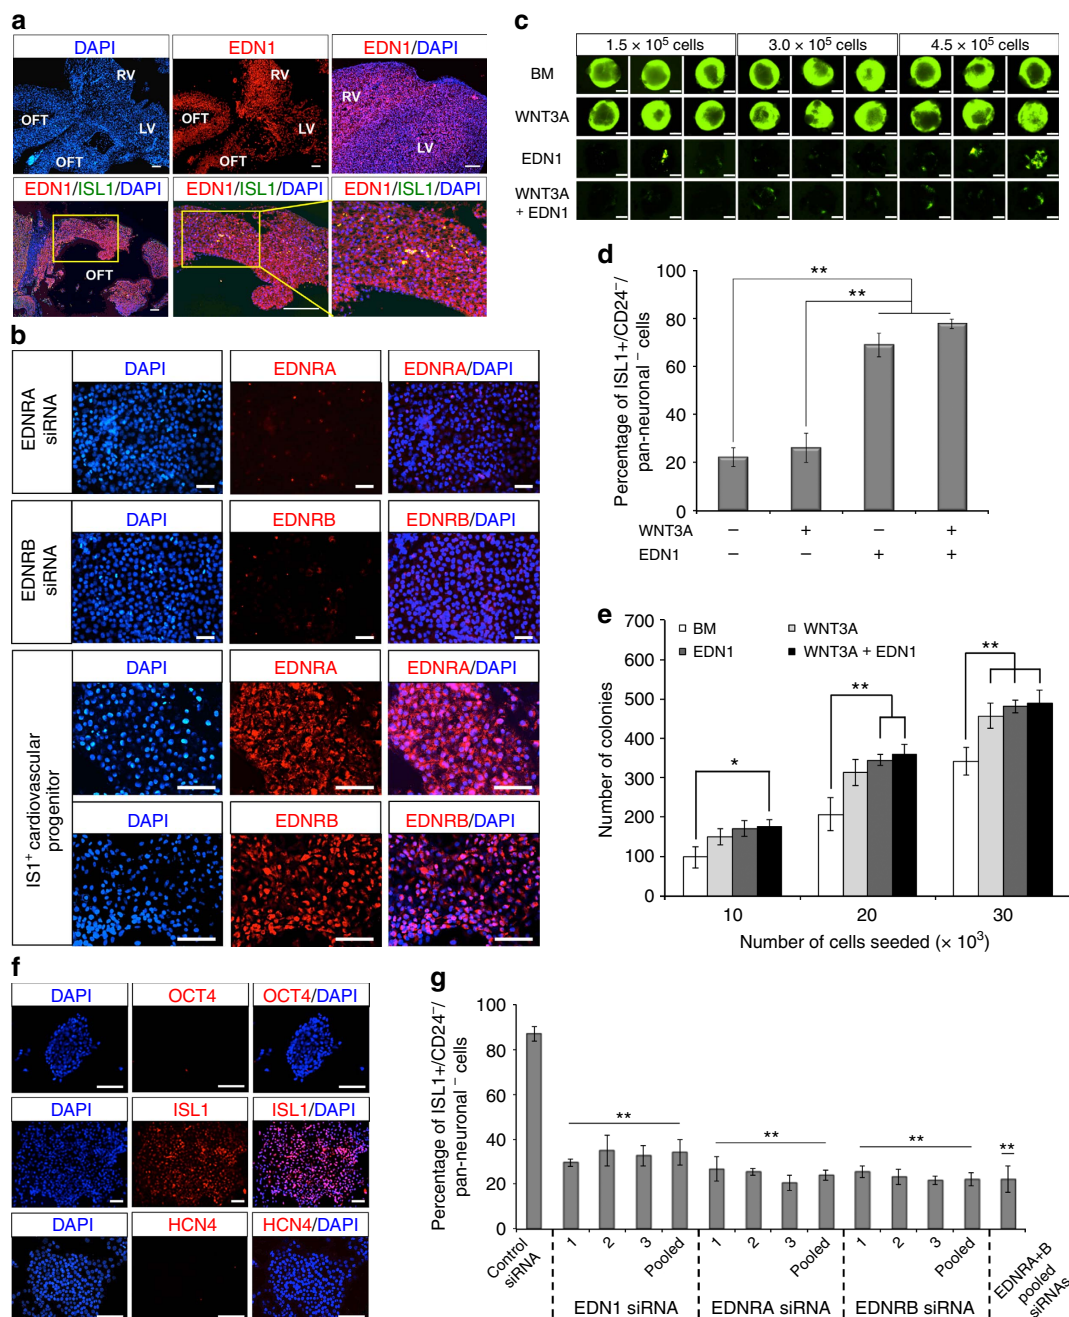 a
DAPI EDN1 EDN1/DAPI
RV OFT LV OFT
RV OFT LV OFT
RV LV
EDN1/ISL1/DAPI EDN1/ISL1/DAPI EDN1/ISL1/DAPI
OFT
b
EDNRA siRNA
DAPI EDNRA EDNRA/DAPI
EDNRB siRNA
DAPI EDNRB EDNRB/DAPI
IS1⁺ cardiovascular progenitor
DAPI EDNRA EDNRA/DAPI
DAPI EDNRB EDNRB/DAPI
c
1.5 × 10⁵ cells 3.0 × 10⁵ cells 4.5 × 10⁵ cells
BM
WNT3A
EDN1
WNT3A + EDN1
d
Percentage of ISL1+/CD24⁻/ pan-neuronal⁻ cells
100
80
60
40
20
0
**
**
WNT3A − + − +
EDN1 − − + +
e
Number of colonies
700
600
500
400
300
200
100
0
BM WNT3A
EDN1 WNT3A + EDN1
*
**
**
10 20 30
Number of cells seeded (× 10³)
f
DAPI OCT4 OCT4/DAPI
DAPI ISL1 ISL1/DAPI
DAPI HCN4 HCN4/DAPI
g
Percentage of ISL1+/CD24⁻/ pan-neuronal⁻ cells
100
80
60
40
20
0
** ** ** **
Control siRNA 1 2 3 Pooled 1 2 3 Pooled 1 2 3 Pooled EDNRA+B pooled siRNAs
EDN1 siRNA EDNRA siRNA EDNRB siRNA